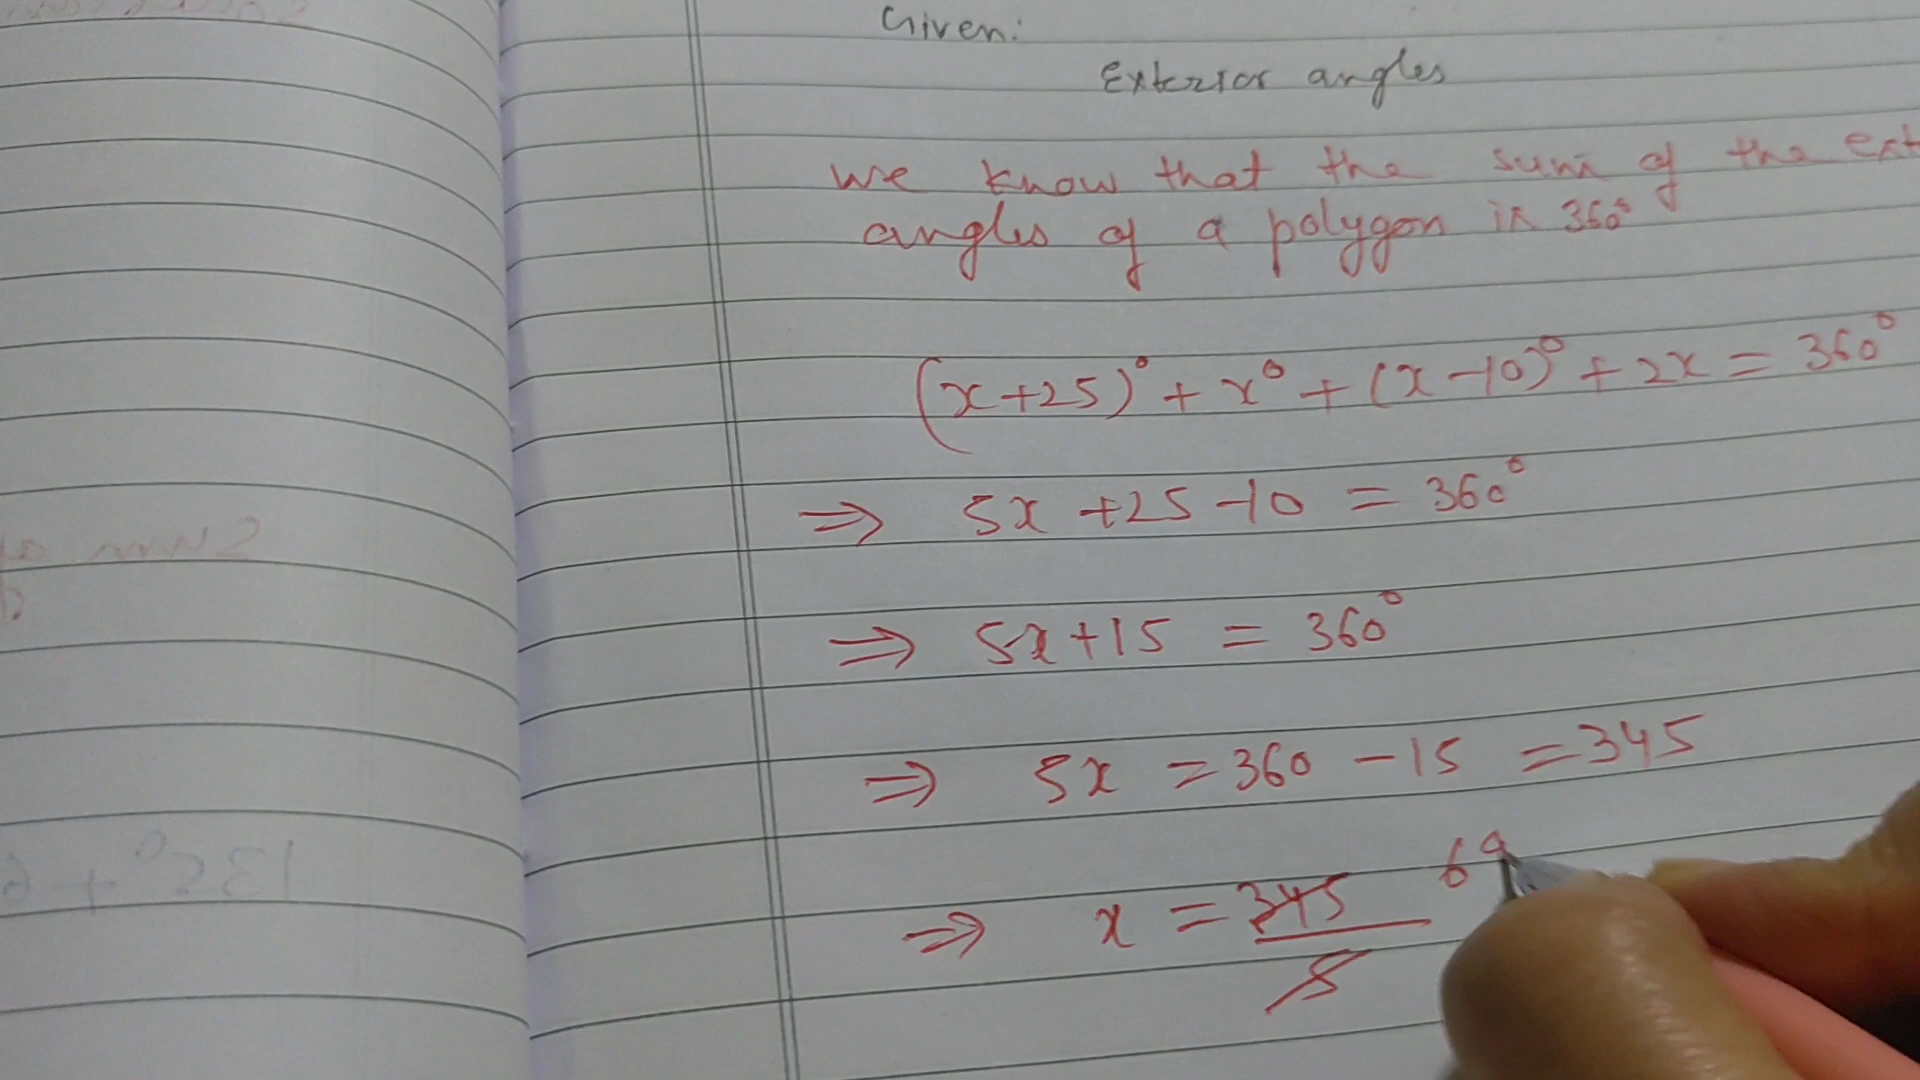 Given:
Exterior angles
we know that the sum of the ext
angles of a polygon is 360°
(x+25)° + x° + (x-10)° + 2x = 360°
⇒ 5x +25-10 = 360°
⇒ 5x+15 = 360°
⇒ 5x = 360 - 15 = 345
⇒ x = 345/5 69